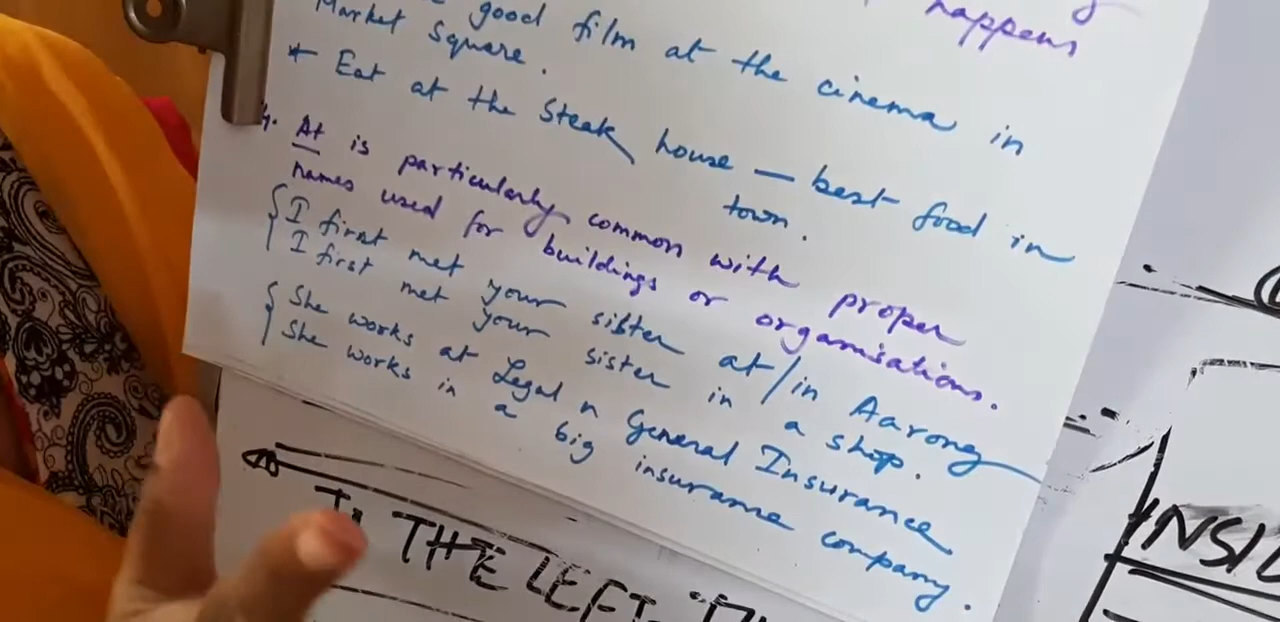 happens
good film at the cinema in
Market Square.
* Eat at the Steak house — best food in
town.
4. At is particularly common with proper
names used for buildings or organisations.
I first met your sister at/in Aarong
I first met your sister in a shop.
She works at Legal n General Insurance
She works in a big insurance company.
THE LEFT
INSID